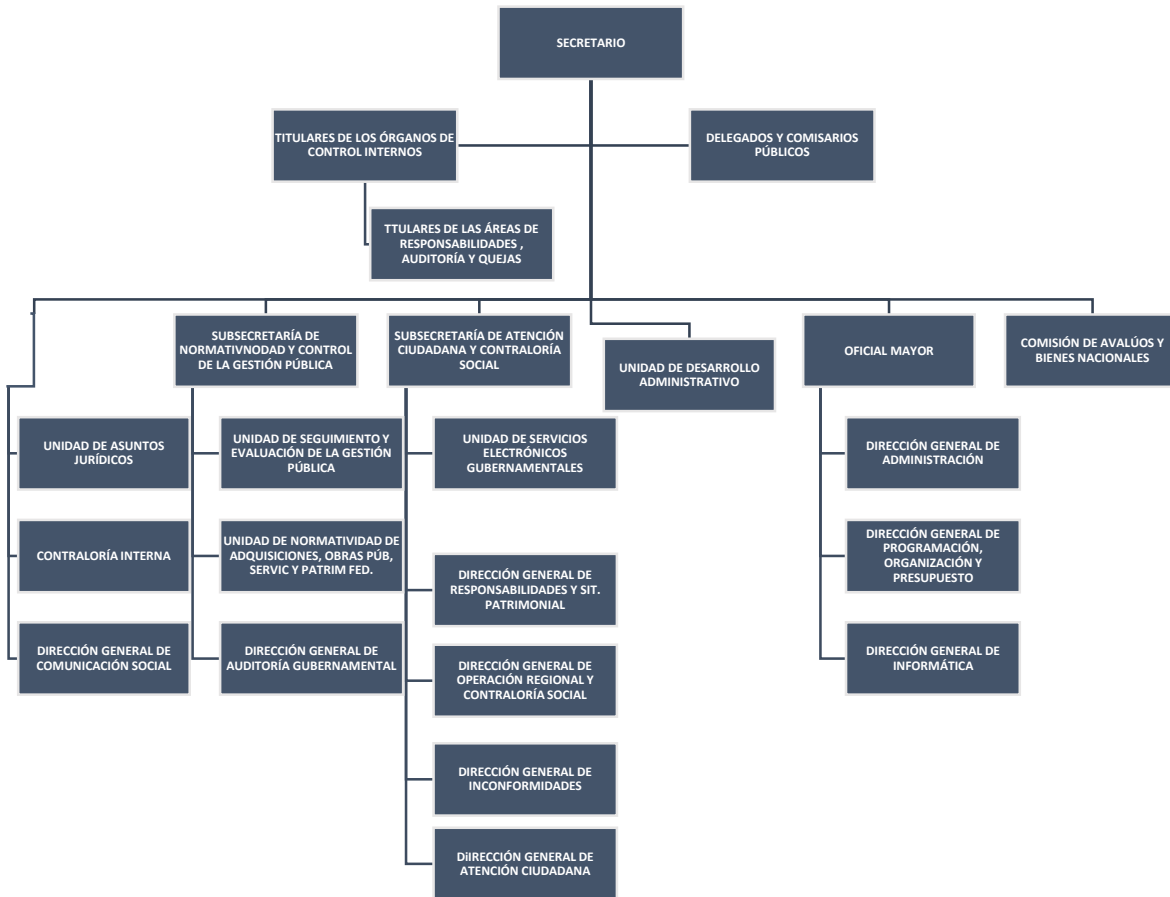 SECRETARIO
TITULARES DE LOS ÓRGANOS DE
CONTROL INTERNOS
DELEGADOS Y COMISARIOS
PÚBLICOS
TTULARES DE LAS ÁREAS DE
RESPONSABILIDADES ,
AUDITORÍA Y QUEJAS
SUBSECRETARÍA DE
NORMATIVNODAD Y CONTROL
DE LA GESTIÓN PÚBLICA
SUBSECRETARÍA DE ATENCIÓN
CIUDADANA Y CONTRALORÍA
SOCIAL
UNIDAD DE DESARROLLO
ADMINISTRATIVO
OFICIAL MAYOR
COMISIÓN DE AVALÚOS Y
BIENES NACIONALES
UNIDAD DE ASUNTOS
JURÍDICOS
CONTRALORÍA INTERNA
DIRECCIÓN GENERAL DE
COMUNICACIÓN SOCIAL
UNIDAD DE SEGUIMIENTO Y
EVALUACIÓN DE LA GESTIÓN
PÚBLICA
UNIDAD DE NORMATIVIDAD DE
ADQUISICIONES, OBRAS PÚB,
SERVIC Y PATRIM FED.
DIRECCIÓN GENERAL DE
AUDITORÍA GUBERNAMENTAL
UNIDAD DE SERVICIOS
ELECTRÓNICOS
GUBERNAMENTALES
DIRECCIÓN GENERAL DE
RESPONSABILIDADES Y SIT.
PATRIMONIAL
DIRECCIÓN GENERAL DE
OPERACIÓN REGIONAL Y
CONTRALORÍA SOCIAL
DIRECCIÓN GENERAL DE
INCONFORMIDADES
DiIRECCIÓN GENERAL DE
ATENCIÓN CIUDADANA
DIRECCIÓN GENERAL DE
ADMINISTRACIÓN
DIRECCIÓN GENERAL DE
PROGRAMACIÓN,
ORGANIZACIÓN Y
PRESUPUESTO
DIRECCIÓN GENERAL DE
INFORMÁTICA